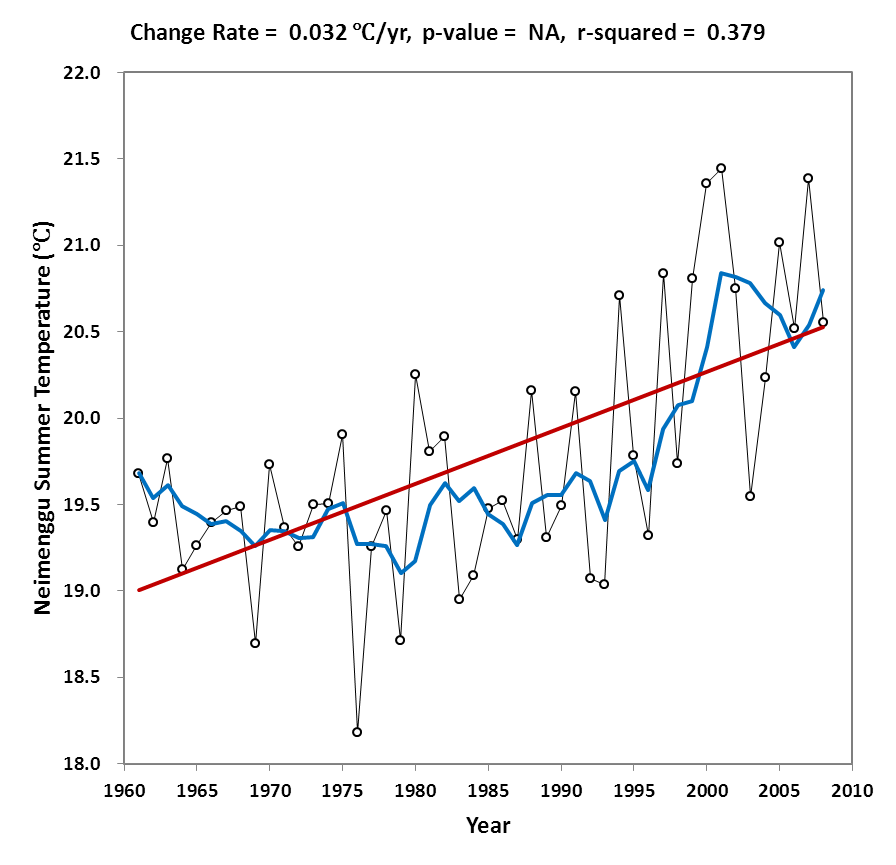 Change Rate = 0.032 ℃/yr, p-value = NA, r-squared = 0.379
22.0
21.5
21.0
20.5
20.0
19.5
19.0
18.5
18.0
Neimenggu Summer Temperature (℃)
1960 1965 1970 1975 1980 1985 1990 1995 2000 2005 2010
Year